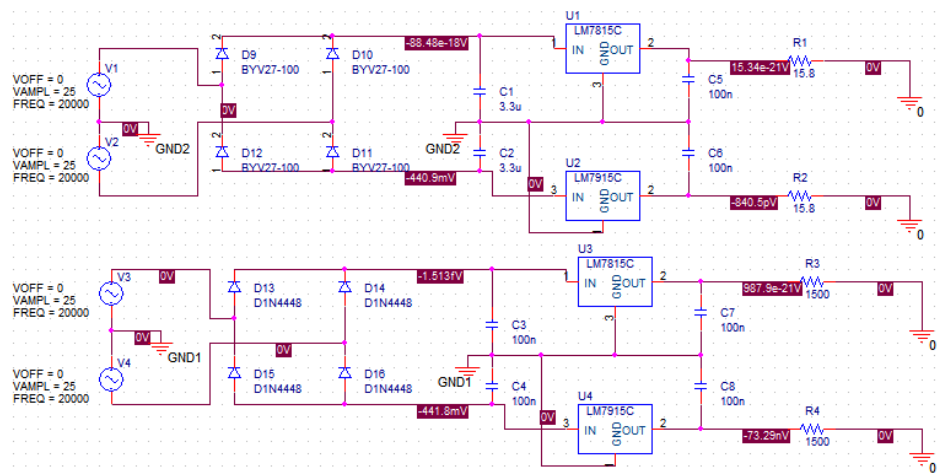 U1
LM7815C
1 IN OUT 2
GND
3
2 2
D9
BYV27-100
D10
BYV27-100
1 1
-88.48e-18V
C1
3.3u
C5
100n
15.34e-21V
R1
15.8
0V
0
V1
VOFF = 0
VAMPL = 25
FREQ = 20000
0V
GND2
0V
GND2
V2
VOFF = 0
VAMPL = 25
FREQ = 20000
2 2
D12
BYV27-100
D11
BYV27-100
1 1
-440.9mV
C2
3.3u
0V
U2
LM7915C
3 IN OUT 2
GND
1
C6
100n
-840.5pV
R2
15.8
0V
0
U3
LM7815C
1 IN OUT 2
GND
3
V3
VOFF = 0
VAMPL = 25
FREQ = 20000
0V
D13
D1N4448
D14
D1N4448
-1.513fV
C3
100n
C7
100n
987.9e-21V
R3
1500
0V
0
0V
GND1
0V
GND1
V4
VOFF = 0
VAMPL = 25
FREQ = 20000
D15
D1N4448
D16
D1N4448
-441.8mV
C4
100n
0V
U4
LM7915C
3 IN OUT 2
GND
1
C8
100n
-73.29nV
R4
1500
0V
0